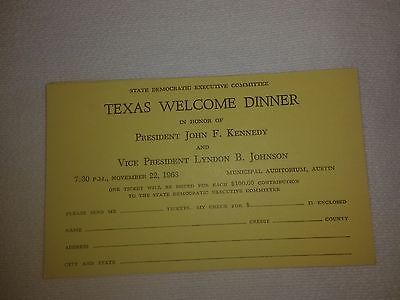 STATE DEMOCRATIC EXECUTIVE COMMITTEE
TEXAS WELCOME DINNER
IN HONOR OF
PRESIDENT JOHN F. KENNEDY
AND
VICE PRESIDENT LYNDON B. JOHNSON
7:30 P.M., NOVEMBER 22, 1963 MUNICIPAL AUDITORIUM, AUSTIN
ONE TICKET WILL BE ISSUED FOR EACH $100.00 CONTRIBUTION
TO THE STATE DEMOCRATIC EXECUTIVE COMMITTEE
PLEASE SEND ME TICKETS. MY CHECK FOR $ IS ENCLOSED
NAME CREDIT COUNTY
ADDRESS
CITY AND STATE